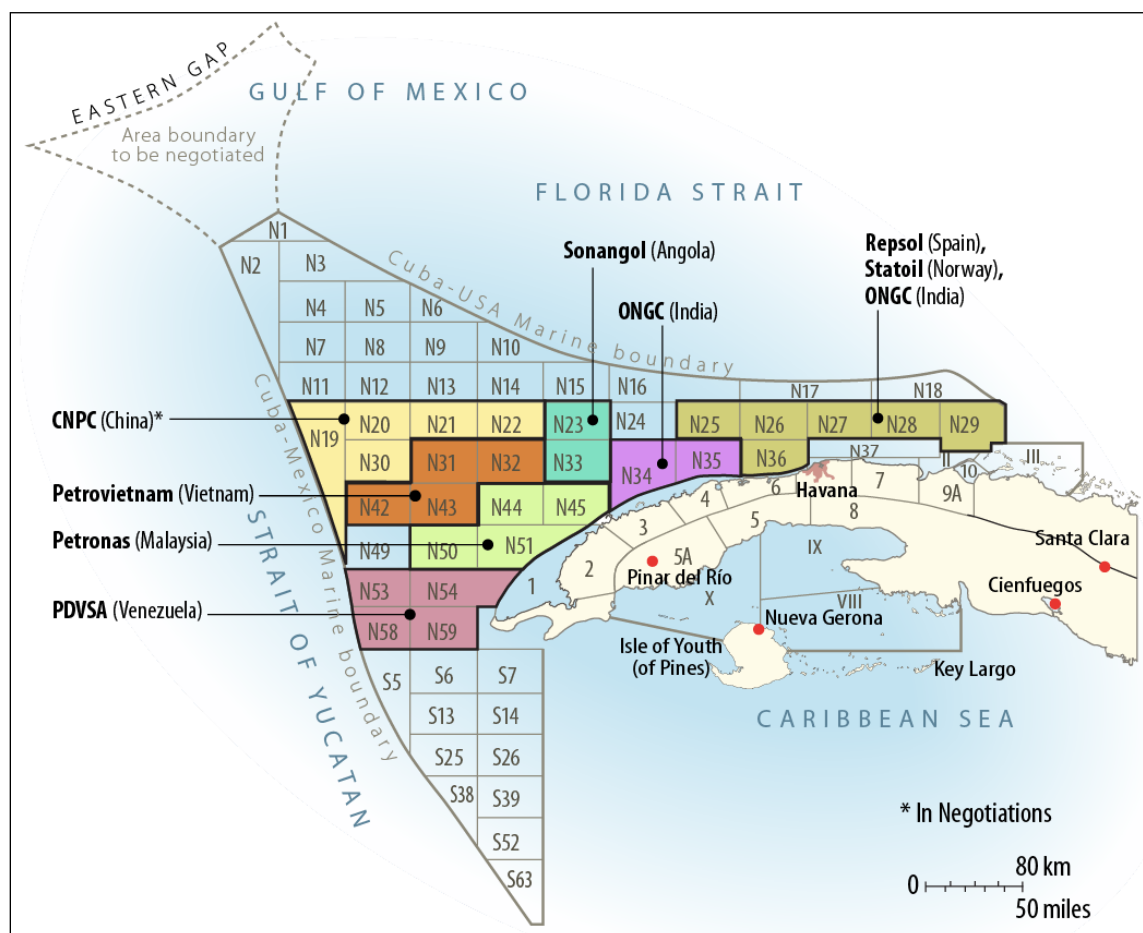 EASTERN GAP
GULF OF MEXICO
Area boundary
to be negotiated
FLORIDA STRAIT
N1
N2
N3
Cuba-USA Marine boundary
Sonangol (Angola)
ONGC (India)
Repsol (Spain),
Statoil (Norway),
ONGC (India)
N4
N5
N6
N7
N8
N9
N10
N11
N12
N13
N14
N15
N16
N17
N18
CNPC (China)*
N19
N20
N21
N22
N23
N24
N25
N26
N27
N28
N29
N30
N31
N32
N33
N34
N35
N36
N37
II
III
10
Petrovietnam (Vietnam)
N42
N43
N44
N45
Havana
3
4
6
7
9A
5
8
Petronas (Malaysia)
N49
N50
N51
5A
IX
Santa Clara
Pinar del Río
2
1
X
VIII
Cienfuegos
PDVSA (Venezuela)
N53
N54
N58
N59
Nueva Gerona
Isle of Youth
(of Pines)
Key Largo
Cuba-Mexico Marine boundary
STRAIT OF YUCATAN
CARIBBEAN SEA
S5
S6
S7
S13
S14
S25
S26
S38
S39
S52
S63
* In Negotiations
80 km
0
50 miles